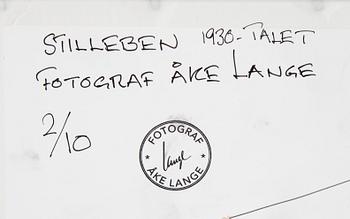 STILLEBEN 1930-TALET
FOTOGRAF ÅKE LANGE
2/10
FOTOGRAF
Lange
ÅKE LANGE